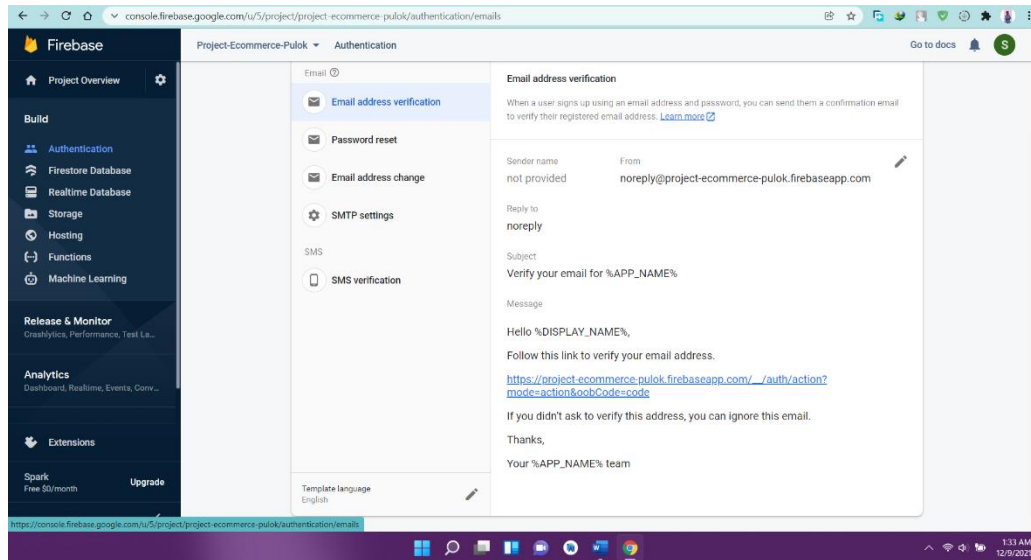 console.firebase.google.com/u/5/project/project-ecommerce-pulok/authentication/emails
Firebase
Project-Ecommerce-Pulok
Authentication
Go to docs
S
Project Overview
Build
Authentication
Firestore Database
Realtime Database
Storage
Hosting
Functions
Machine Learning
Release & Monitor
Crashlytics, Performance, Test La...
Analytics
Dashboard, Realtime, Events, Conv...
Extensions
Spark
Free $0/month
Upgrade
Email
Email address verification
Password reset
Email address change
SMTP settings
SMS
SMS verification
Template language
English
Email address verification
When a user signs up using an email address and password, you can send them a confirmation email
to verify their registered email address. Learn more
Sender name
From
not provided
noreply@project-ecommerce-pulok.firebaseapp.com
Reply to
noreply
Subject
Verify your email for %APP_NAME%
Message
Hello %DISPLAY_NAME%,
Follow this link to verify your email address.
https://project-ecommerce-pulok.firebaseapp.com/__/auth/action?
mode=action&oobCode=code
If you didn't ask to verify this address, you can ignore this email.
Thanks,
Your %APP_NAME% team
https://console.firebase.google.com/u/5/project/project-ecommerce-pulok/authentication/emails
1:33 AM